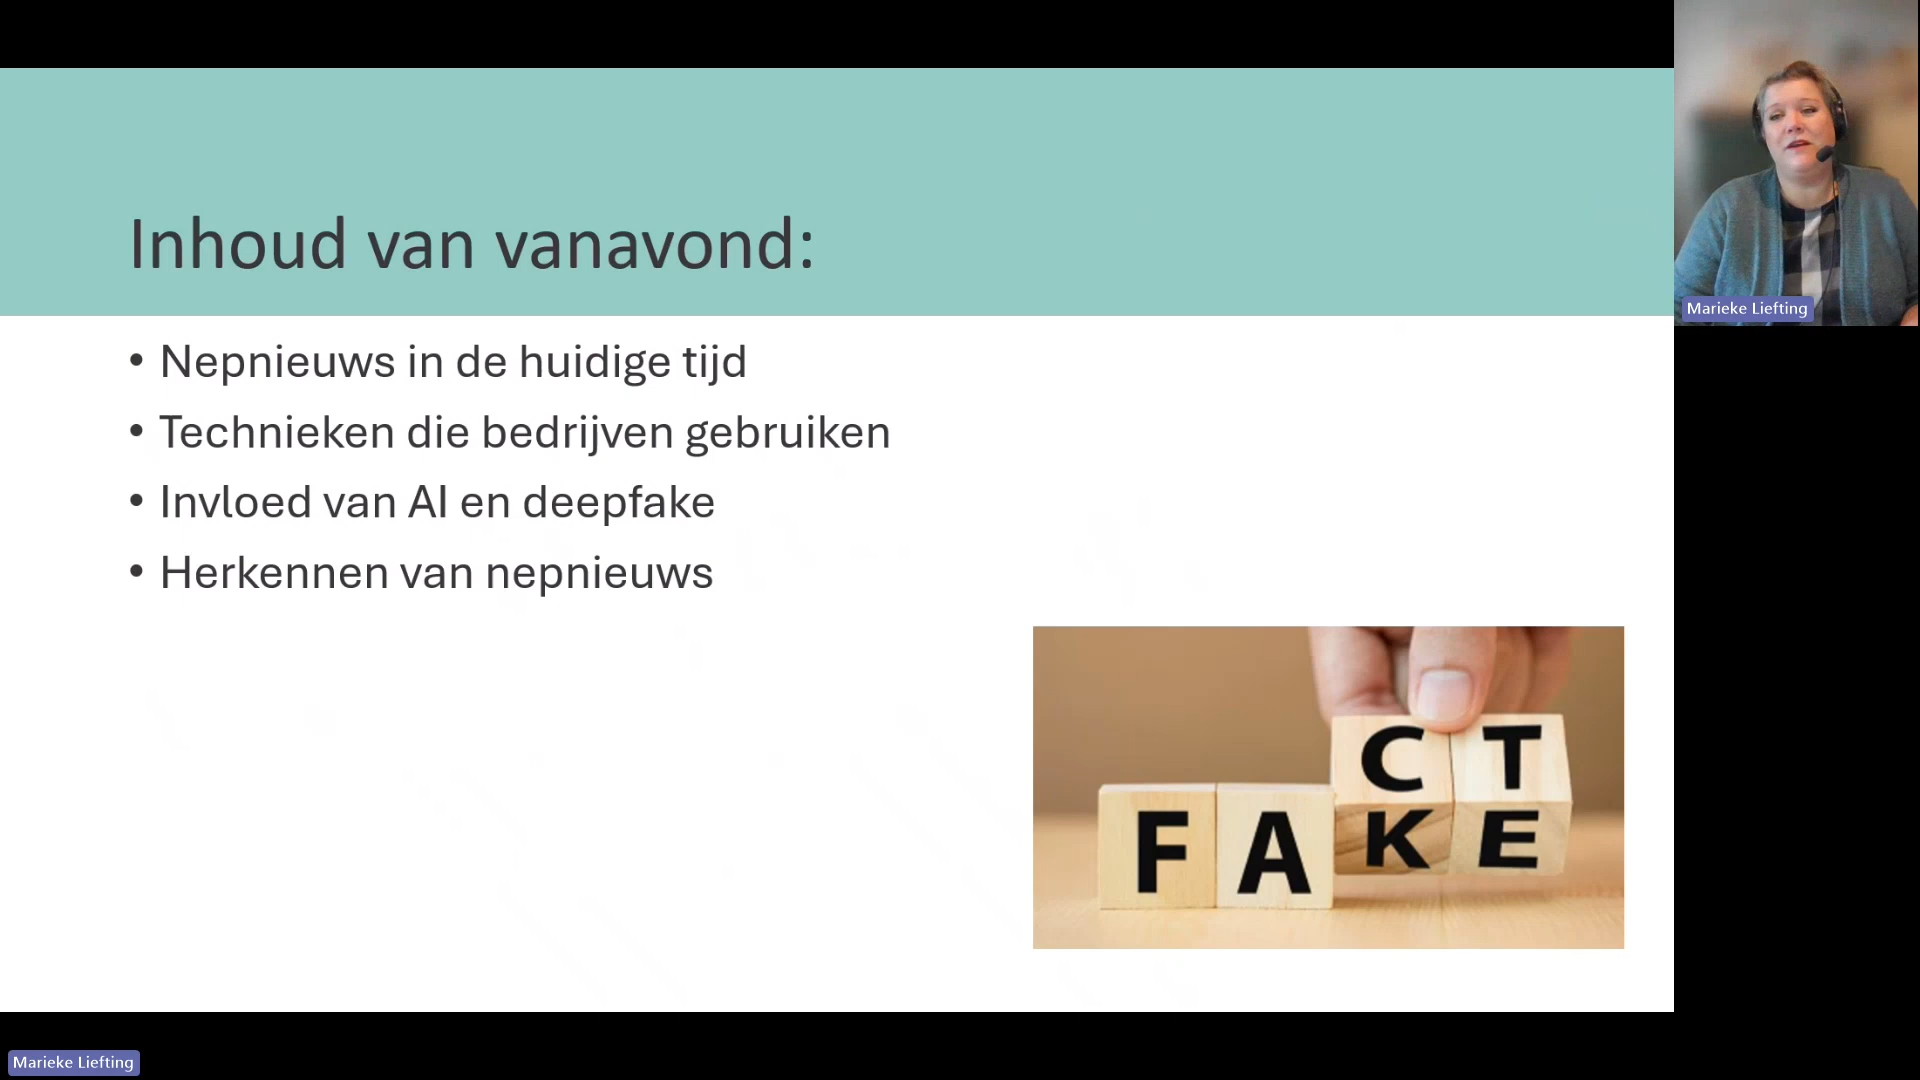 Inhoud van vanavond:
• Nepnieuws in de huidige tijd
• Technieken die bedrijven gebruiken
• Invloed van AI en deepfake
• Herkennen van nepnieuws
C T
F A K E
Marieke Liefting
Marieke Liefting